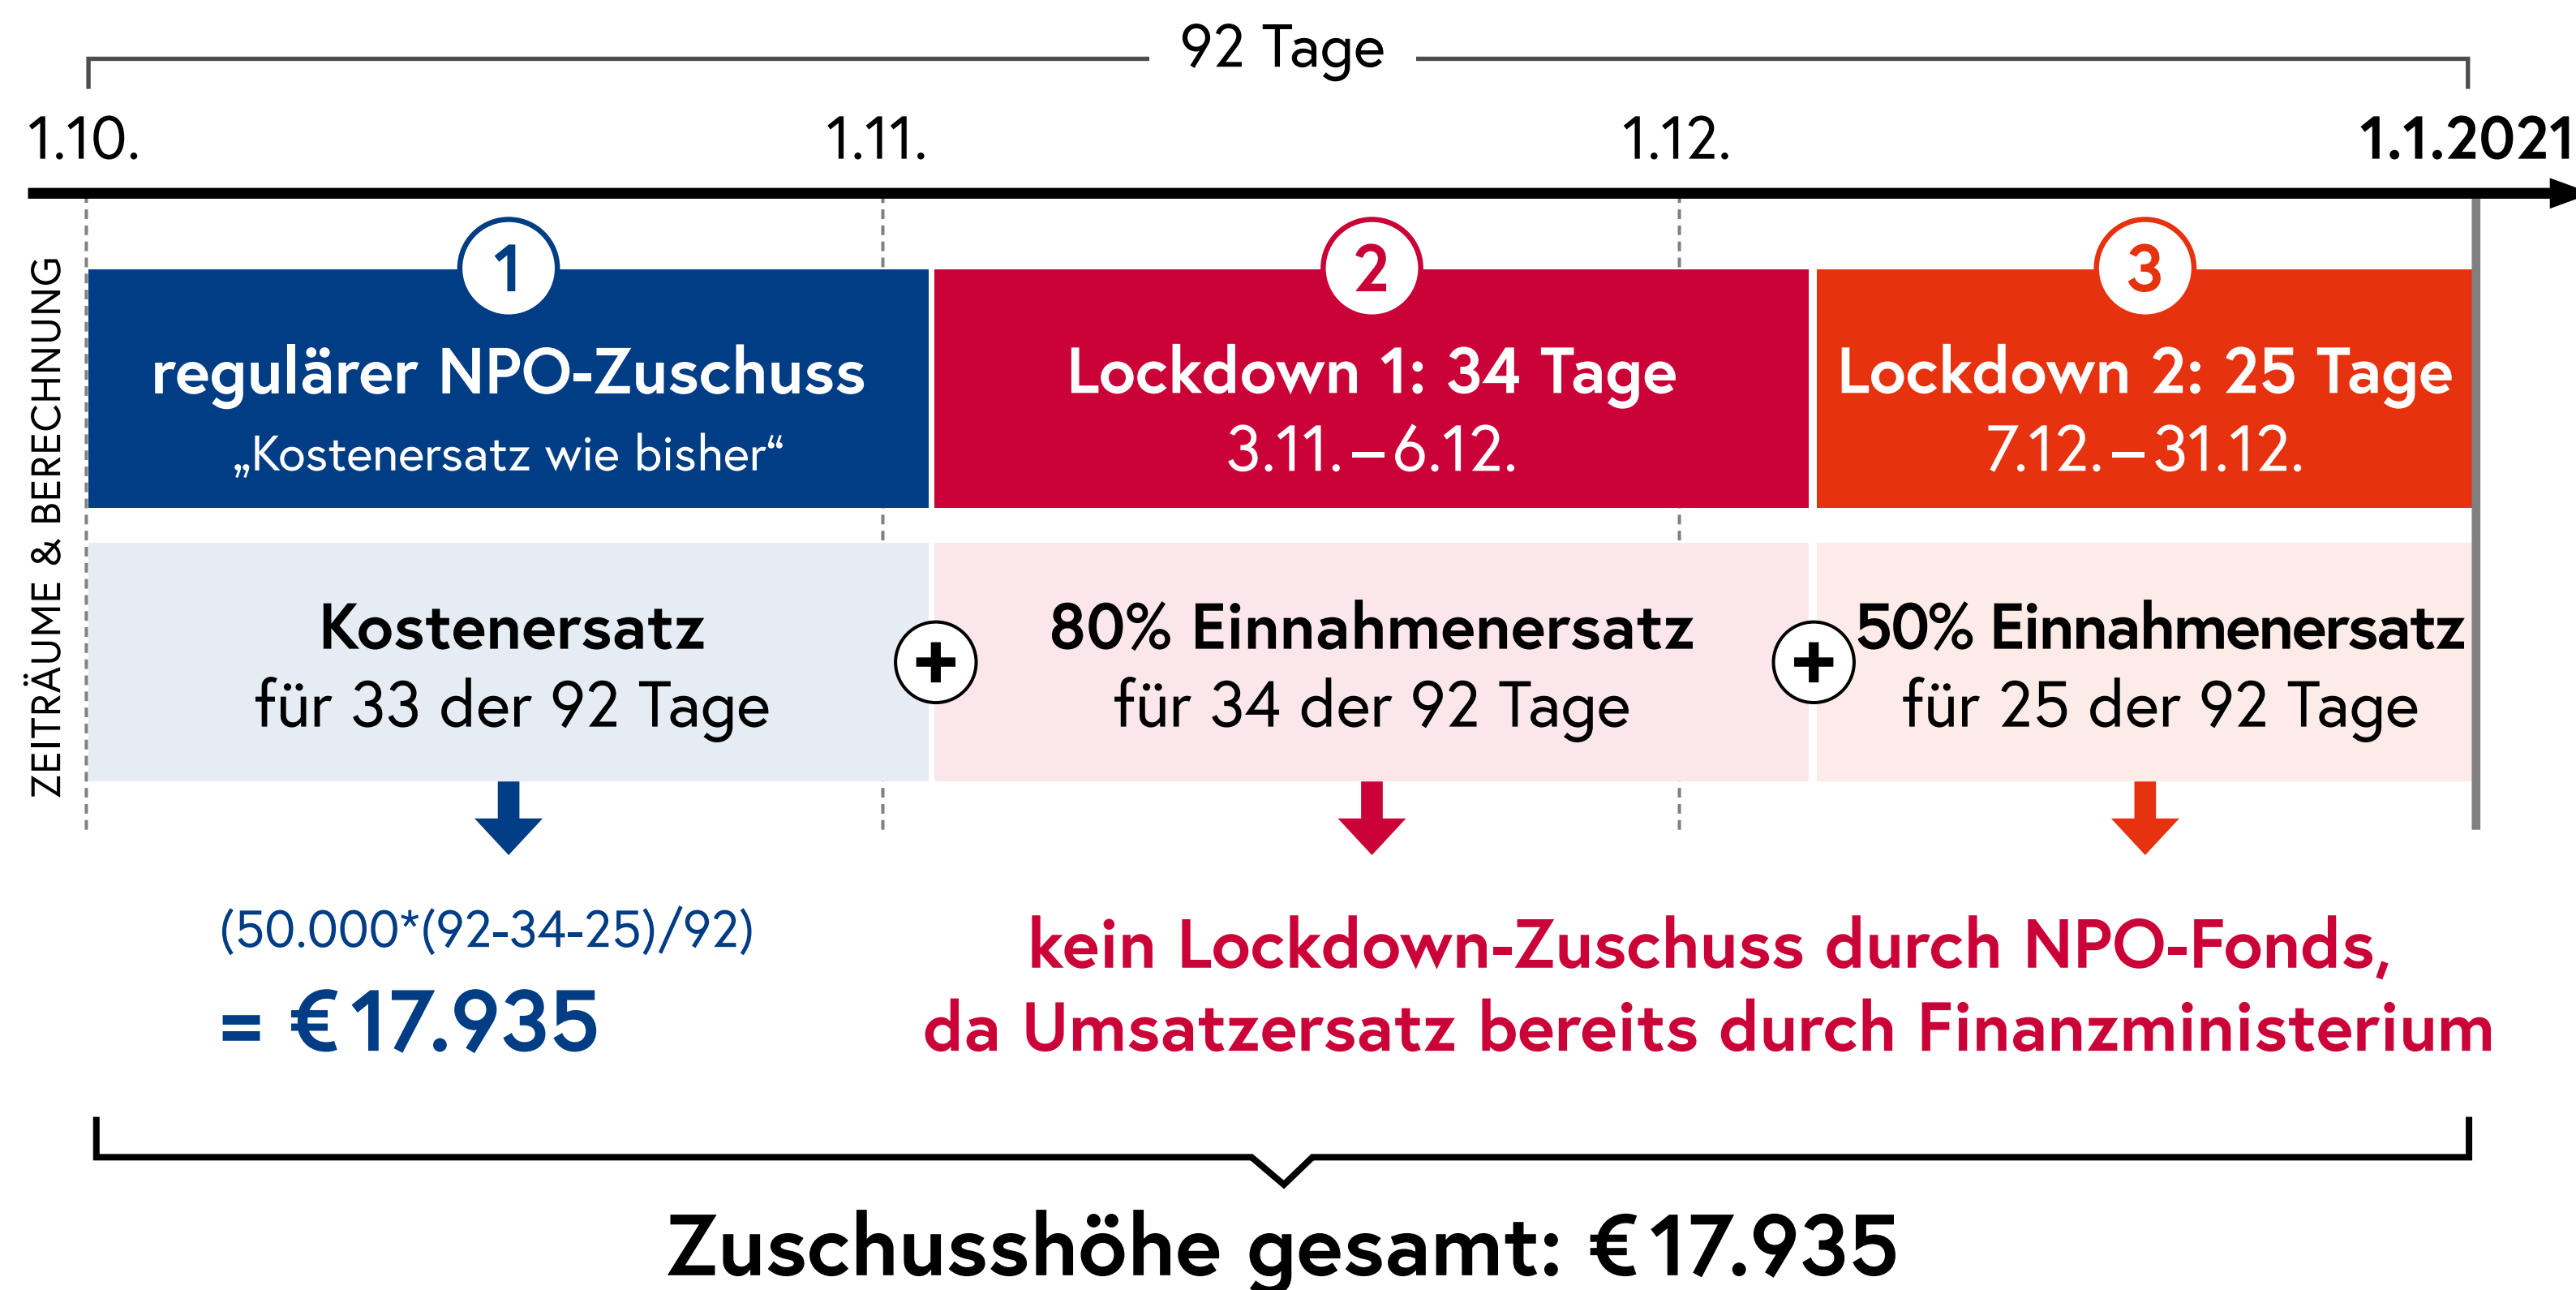 92 Tage
1.10.
1.11.
1.12.
1.1.2021
ZEITRÄUME & BERECHNUNG
1
regulärer NPO-Zuschuss
„Kostenersatz wie bisher“
2
Lockdown 1: 34 Tage
3.11.–6.12.
3
Lockdown 2: 25 Tage
7.12.–31.12.
Kostenersatz
für 33 der 92 Tage
+
80% Einnahmenersatz
für 34 der 92 Tage
+
50% Einnahmenersatz
für 25 der 92 Tage
(50.000*(92-34-25)/92)
= € 17.935
kein Lockdown-Zuschuss durch NPO-Fonds,
da Umsatzersatz bereits durch Finanzministerium
Zuschusshöhe gesamt: € 17.935